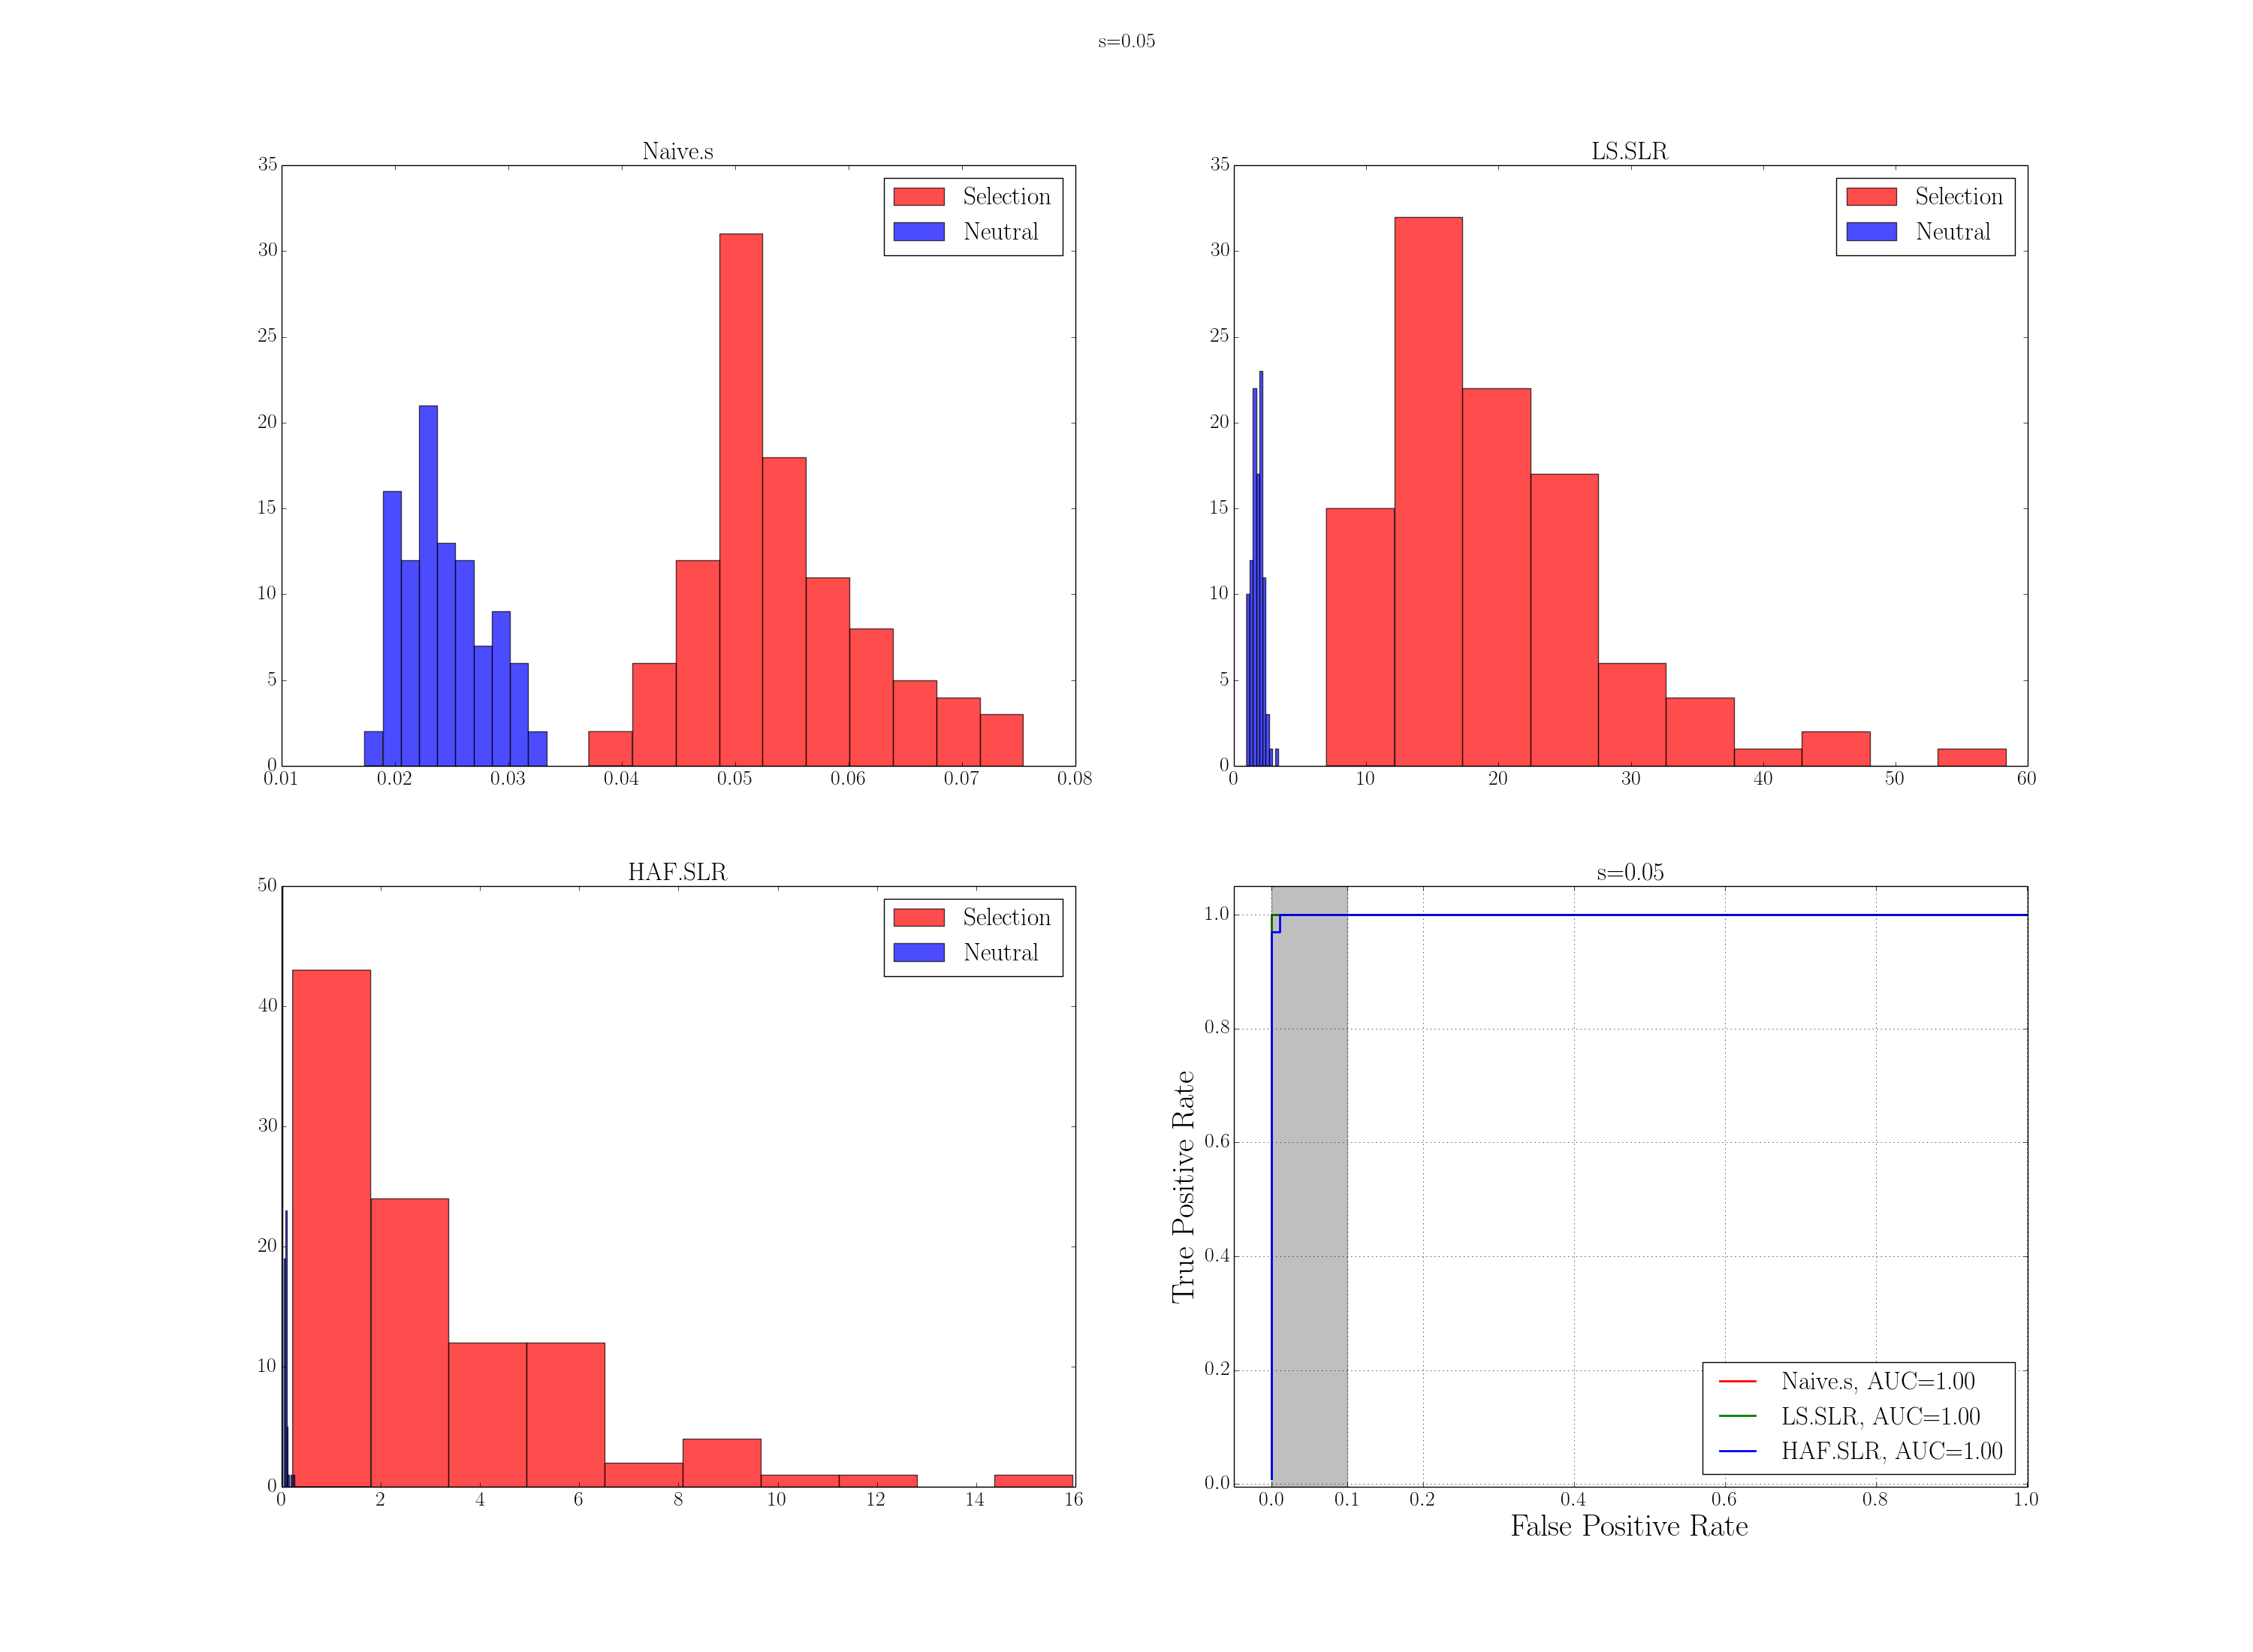 s=0.05
Naive.s
35
30
25
20
15
10
5
0
0.01 0.02 0.03 0.04 0.05 0.06 0.07 0.08
Selection
Neutral
LS.SLR
35
30
25
20
15
10
5
0
0 10 20 30 40 50 60
Selection
Neutral
HAF.SLR
50
40
30
20
10
0
0 2 4 6 8 10 12 14 16
Selection
Neutral
s=0.05
True Positive Rate
1.0
0.8
0.6
0.4
0.2
0.0
0.0 0.1 0.2 0.4 0.6 0.8 1.0
False Positive Rate
Naive.s, AUC=1.00
LS.SLR, AUC=1.00
HAF.SLR, AUC=1.00